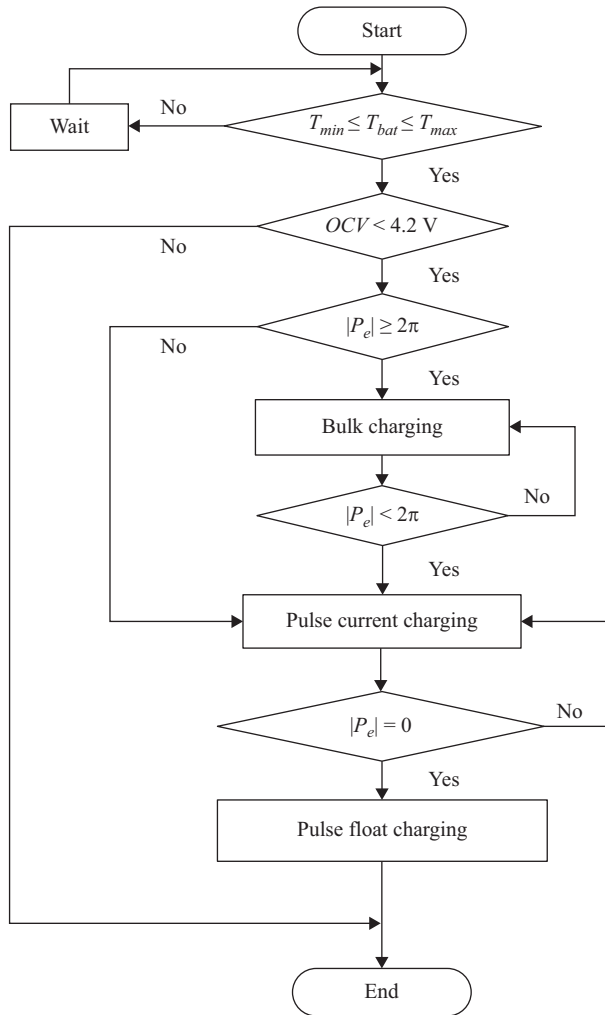 Start
No
Wait
T_min ≤ T_bat ≤ T_max
Yes
OCV < 4.2 V
No
Yes
|P_e| ≥ 2π
No
Yes
Bulk charging
No
|P_e| < 2π
Yes
Pulse current charging
No
|P_e| = 0
Yes
Pulse float charging
End